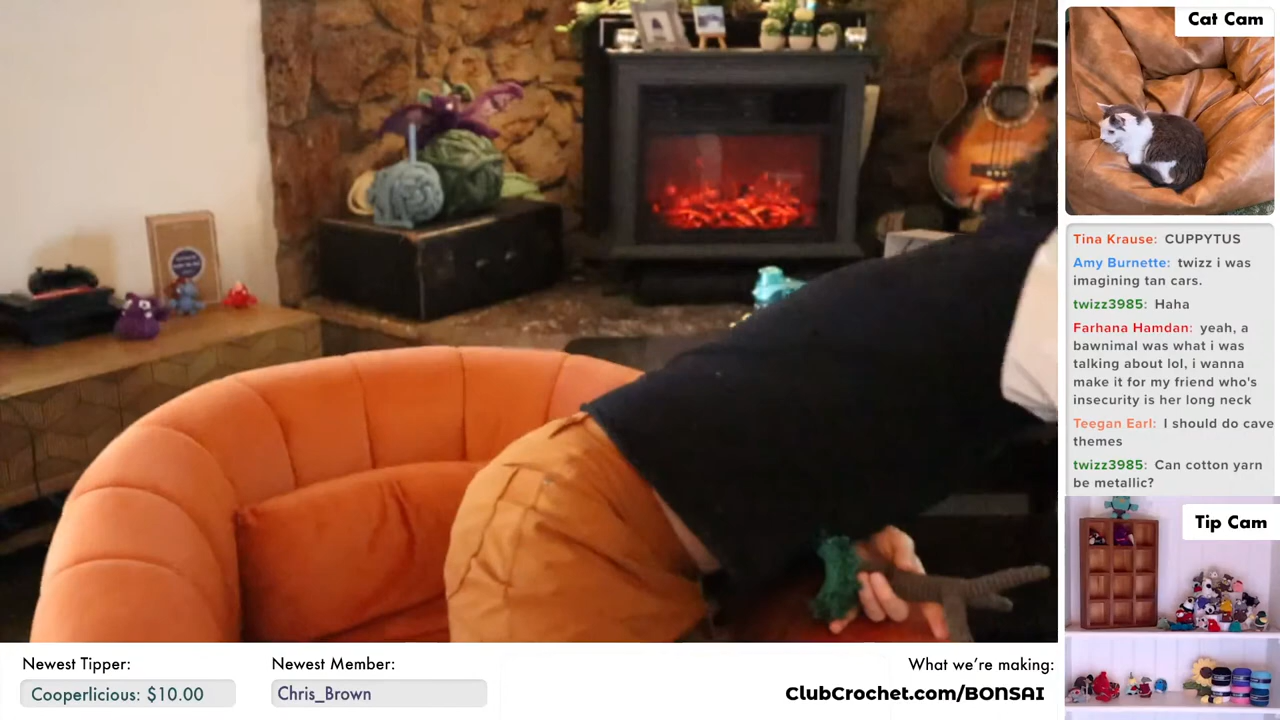 Cat Cam
Tina Krause: CUPPYTUS
Amy Burnette: twizz i was
imagining tan cars.
twizz3985: Haha
Farhana Hamdan: yeah, a
bawnimal was what i was
talking about lol, i wanna
make it for my friend who's
insecurity is her long neck
Teegan Earl: I should do cave
themes
twizz3985: Can cotton yarn
be metallic?
Tip Cam
A
Newest Tipper:
Cooperlicious: $10.00
Newest Member:
Chris_Brown
What we're making:
ClubCrochet.com/BONSAI